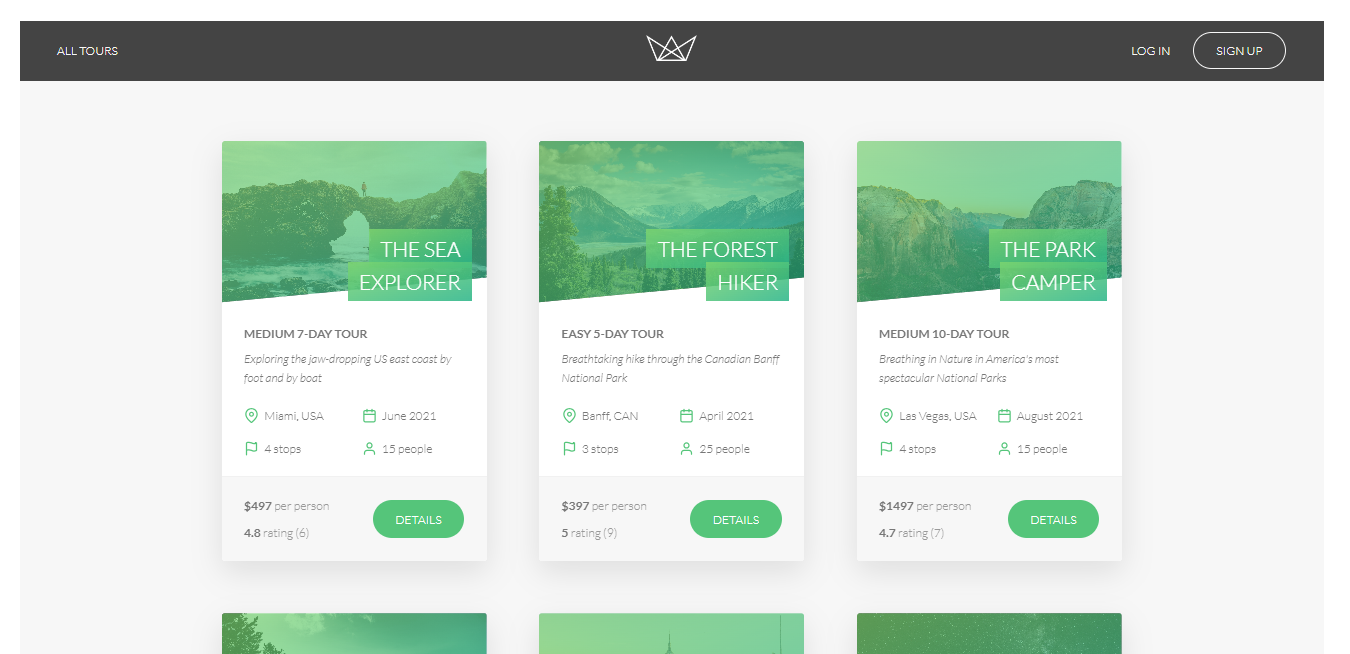 ALL TOURS
LOG IN
SIGN UP
THE SEA
EXPLORER
MEDIUM 7-DAY TOUR
Exploring the jaw-dropping US east coast by
foot and by boat
Miami, USA
June 2021
4 stops
15 people
$497 per person
4.8 rating (6)
DETAILS
THE FOREST
HIKER
EASY 5-DAY TOUR
Breathtaking hike through the Canadian Banff
National Park
Banff, CAN
April 2021
3 stops
25 people
$397 per person
5 rating (9)
DETAILS
THE PARK
CAMPER
MEDIUM 10-DAY TOUR
Breathing in Nature in America's most
spectacular National Parks
Las Vegas, USA
August 2021
4 stops
15 people
$1497 per person
4.7 rating (7)
DETAILS